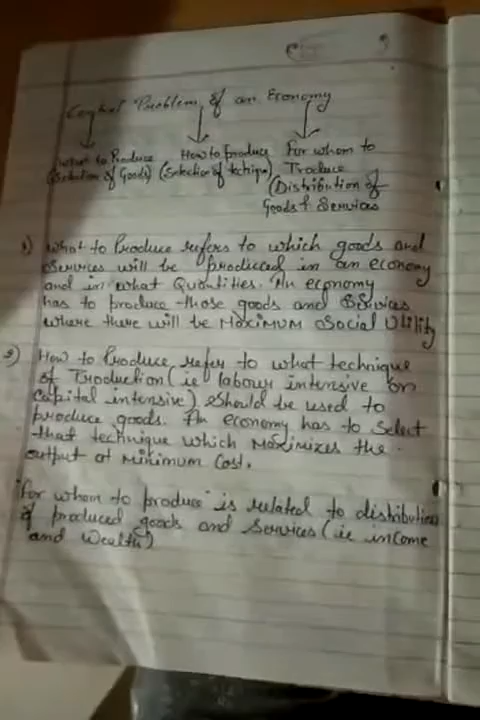 Central Problem of an Economy
What to Produce How to produce For whom to
(Selection of Goods) (Selection of techique) Produce
(Distribution of
Goods & Services
1) What to Produce refers to which goods and
Services will be produced in an economy
and in what Quantities. An economy
has to produce those goods and Services
where there will be Maximum Social Utility
2) How to Produce refer to what technique
of Production (ie labour intensive or
Capital intensive) should be used to
produce goods. An economy has to Select
that technique which Maximizes the
output at Minimum Cost.
"For whom to produce" is related to distribution
of produced goods and Services (ie income
and Wealth)